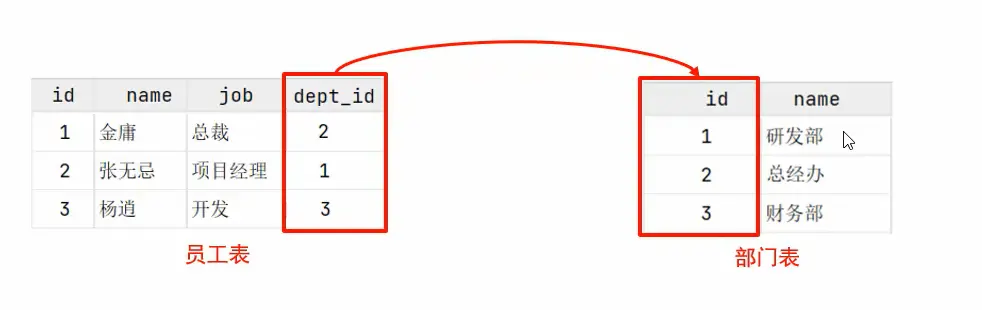 id name job dept_id id name
1 金庸 总裁 2 1 研发部
2 张无忌 项目经理 1 2 总经办
3 杨逍 开发 3 3 财务部
员工表 部门表